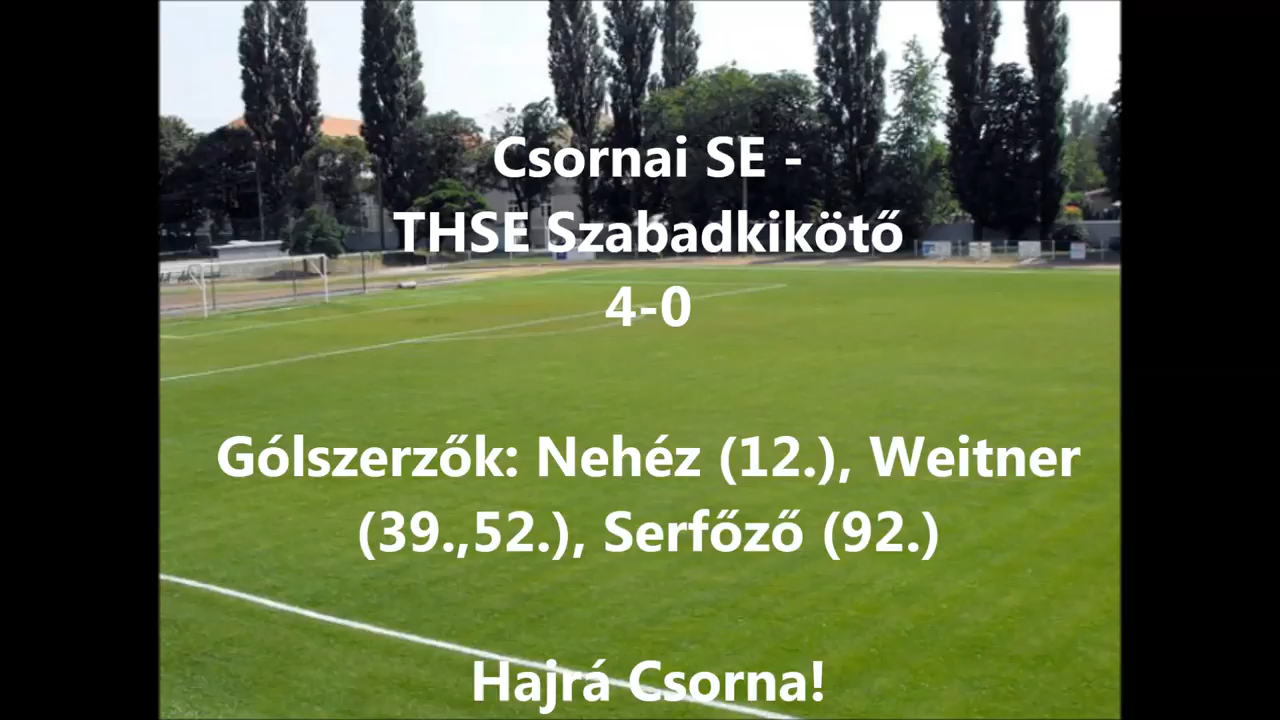 Csornai SE -
THSE Szabadkikötő
4-0
Gólszerzők: Nehéz (12.), Weitner
(39.,52.), Serfőző (92.)
Hajrá Csorna!